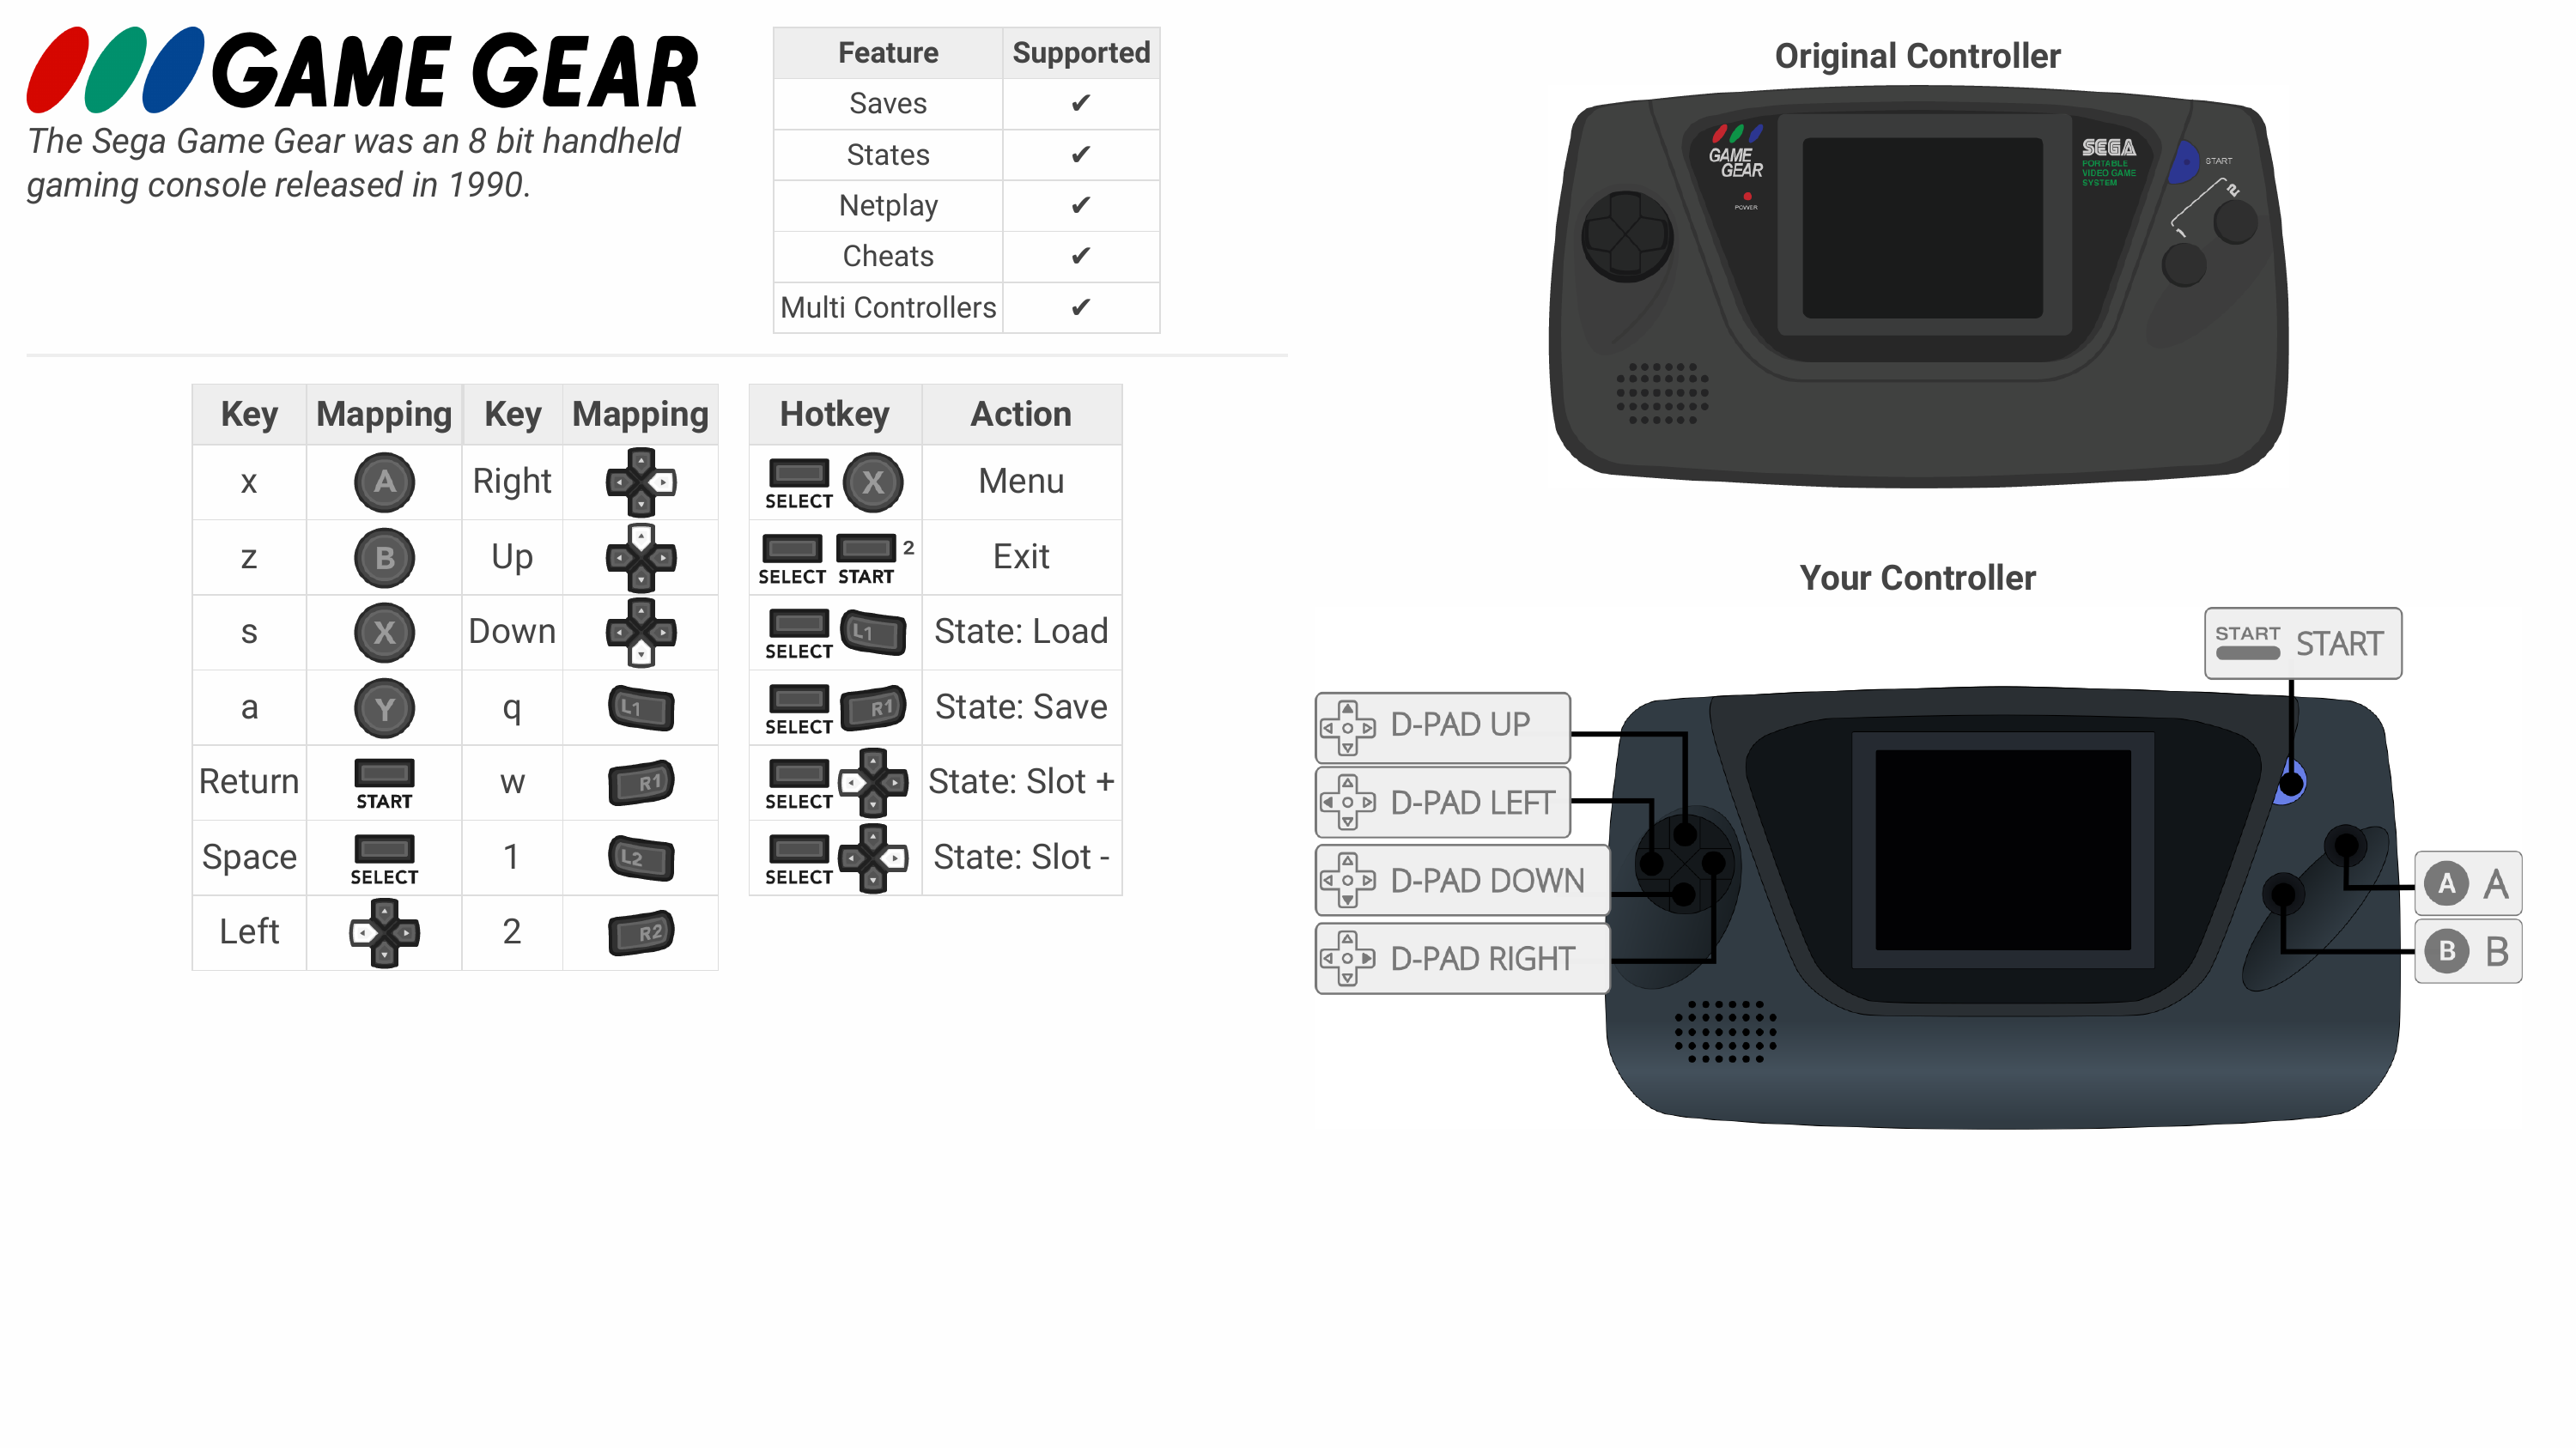 GAME GEAR
The Sega Game Gear was an 8 bit handheld
gaming console released in 1990.
Feature Supported
Saves ✔
States ✔
Netplay ✔
Cheats ✔
Multi Controllers ✔
Key Mapping Key Mapping
x A Right
z B Up
s X Down
a Y q L1
Return START w R1
Space SELECT 1 L2
Left 2 R2
Hotkey Action
SELECT X Menu
SELECT START 2 Exit
SELECT L1 State: Load
SELECT R1 State: Save
SELECT State: Slot +
SELECT State: Slot -
Original Controller
GAME
GEAR
POWER
SEGA
PORTABLE
VIDEO GAME
SYSTEM
START
2
1
Your Controller
START START
D-PAD UP
D-PAD LEFT
D-PAD DOWN
D-PAD RIGHT
A A
B B